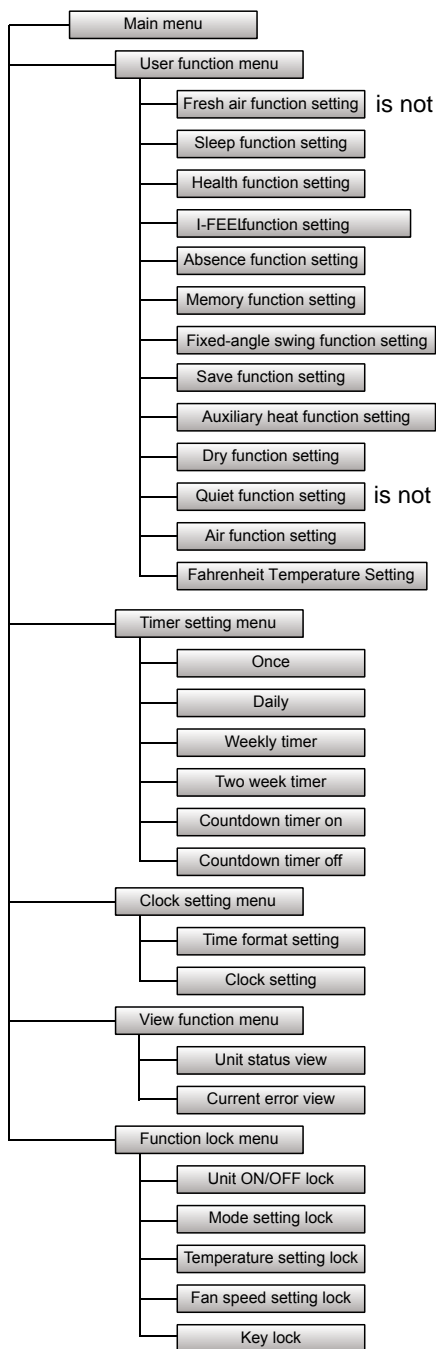 Main menu
User function menu
Fresh air function setting is not
Sleep function setting
Health function setting
I-FEELfunction setting
Absence function setting
Memory function setting
Fixed-angle swing function setting
Save function setting
Auxiliary heat function setting
Dry function setting
Quiet function setting is not
Air function setting
Fahrenheit Temperature Setting
Timer setting menu
Once
Daily
Weekly timer
Two week timer
Countdown timer on
Countdown timer off
Clock setting menu
Time format setting
Clock setting
View function menu
Unit status view
Current error view
Function lock menu
Unit ON/OFF lock
Mode setting lock
Temperature setting lock
Fan speed setting lock
Key lock